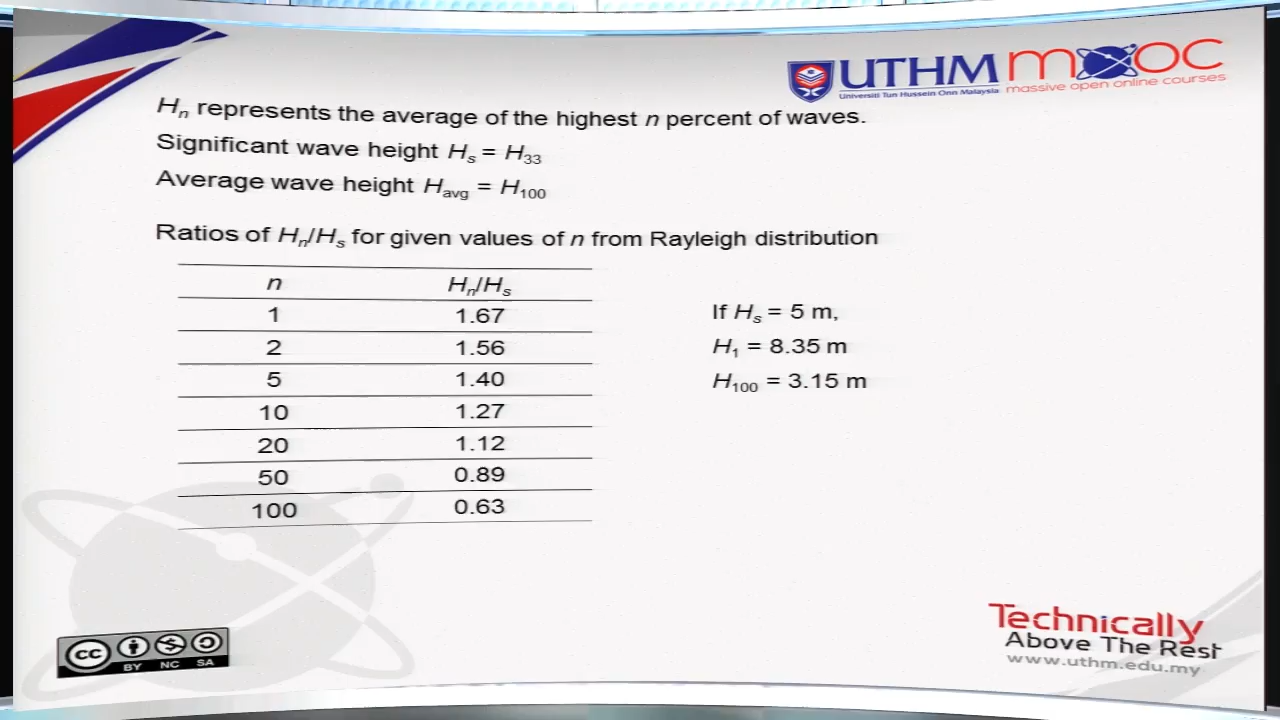 UTHM mooc
Universiti Tun Hussein Onn Malaysia massive open online courses
Hn represents the average of the highest n percent of waves.
Significant wave height Hs = H33
Average wave height Havg = H100
Ratios of Hn/Hs for given values of n from Rayleigh distribution
n Hn/Hs
1 1.67
2 1.56
5 1.40
10 1.27
20 1.12
50 0.89
100 0.63
If Hs = 5 m,
H1 = 8.35 m
H100 = 3.15 m
cc BY NC SA
Technically
Above The Rest
www.uthm.edu.my